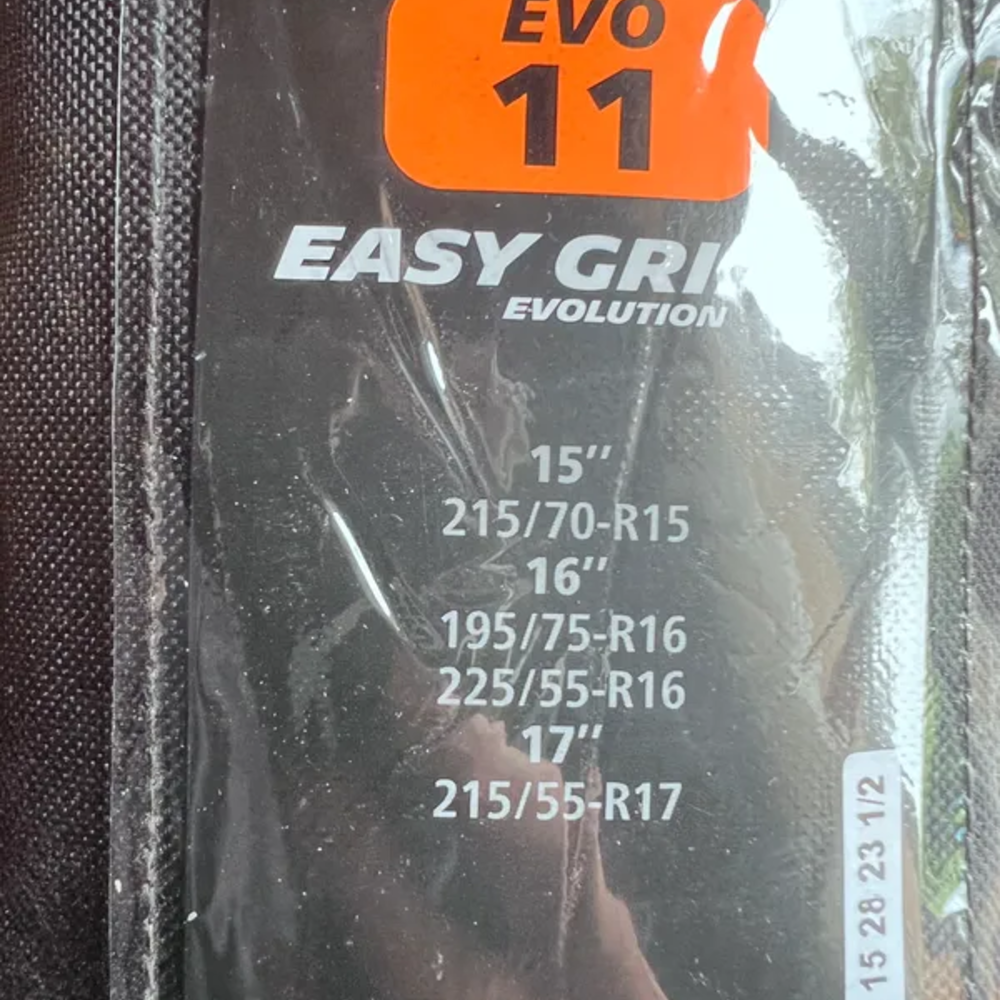 EVO
11
EASY GRI
EVOLUTION
15"
215/70-R15
16"
195/75-R16
225/55-R16
17"
215/55-R17
15 28 23 1/2